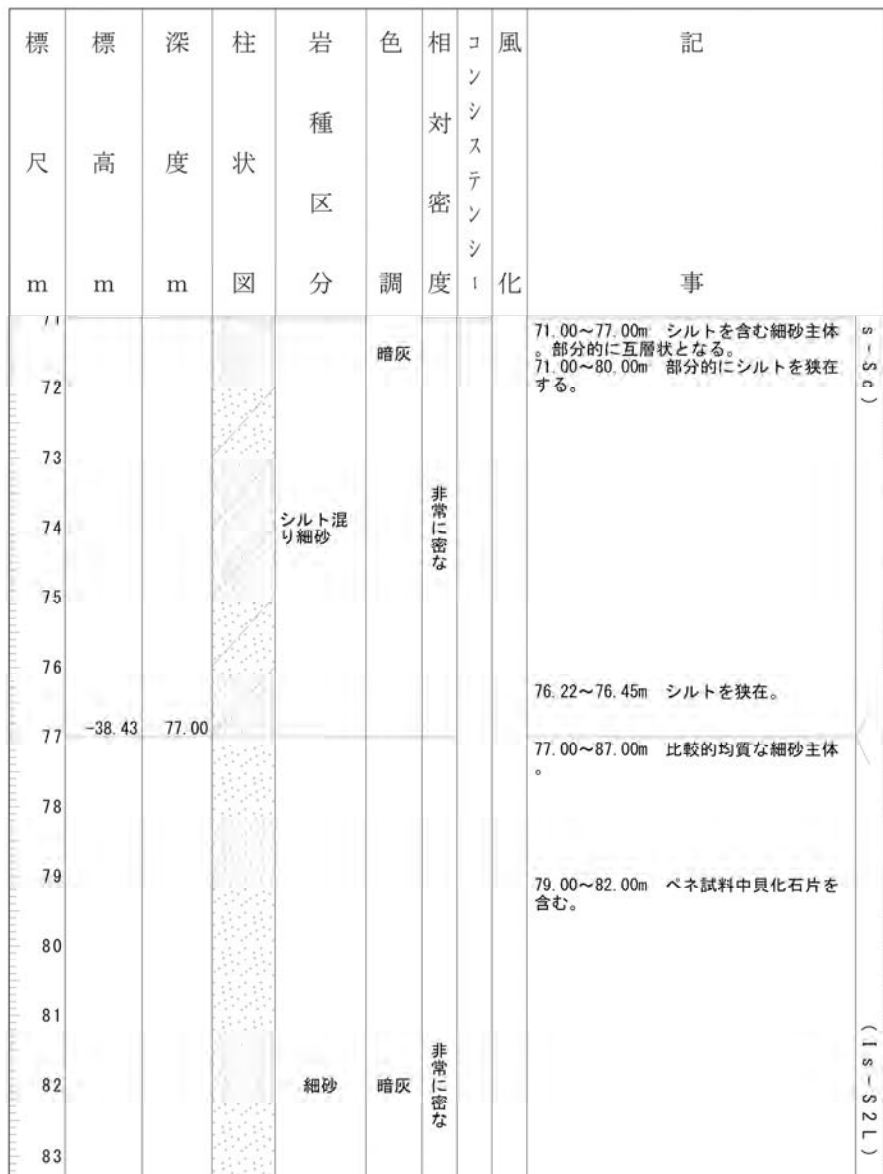 標尺m
標高m
深度m
柱状図
岩種区分
色調
相対密度
コンシステンシー
風化
記事
71
暗灰
71.00~77.00m シルトを含む細砂主体
。部分的に互層状となる。
71.00~80.00m 部分的にシルトを狭在
する。
s-Sc)
72
73
シルト混
り細砂
非常に密な
74
75
76
76.22~76.45m シルトを狭在。
77
-38.43
77.00
77.00~87.00m 比較的均質な細砂主体
。
78
79
79.00~82.00m ペネ試料中貝化石片を
含む。
80
81
82
細砂
暗灰
非常に密な
(Is-S2L)
83